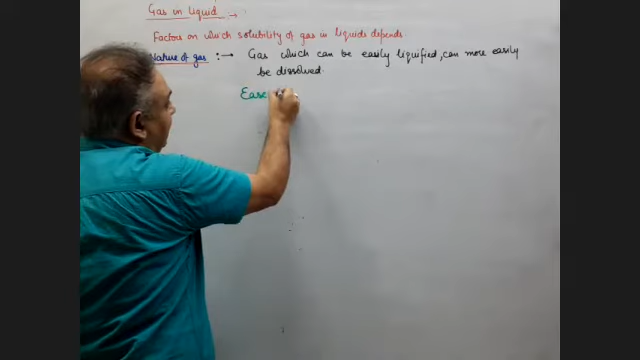 Gas in liquid →
Factors on which solubility of gas in liquids depends.
Nature of gas :→ Gas which can be easily liquified, can more easily
be dissolved.
Ease